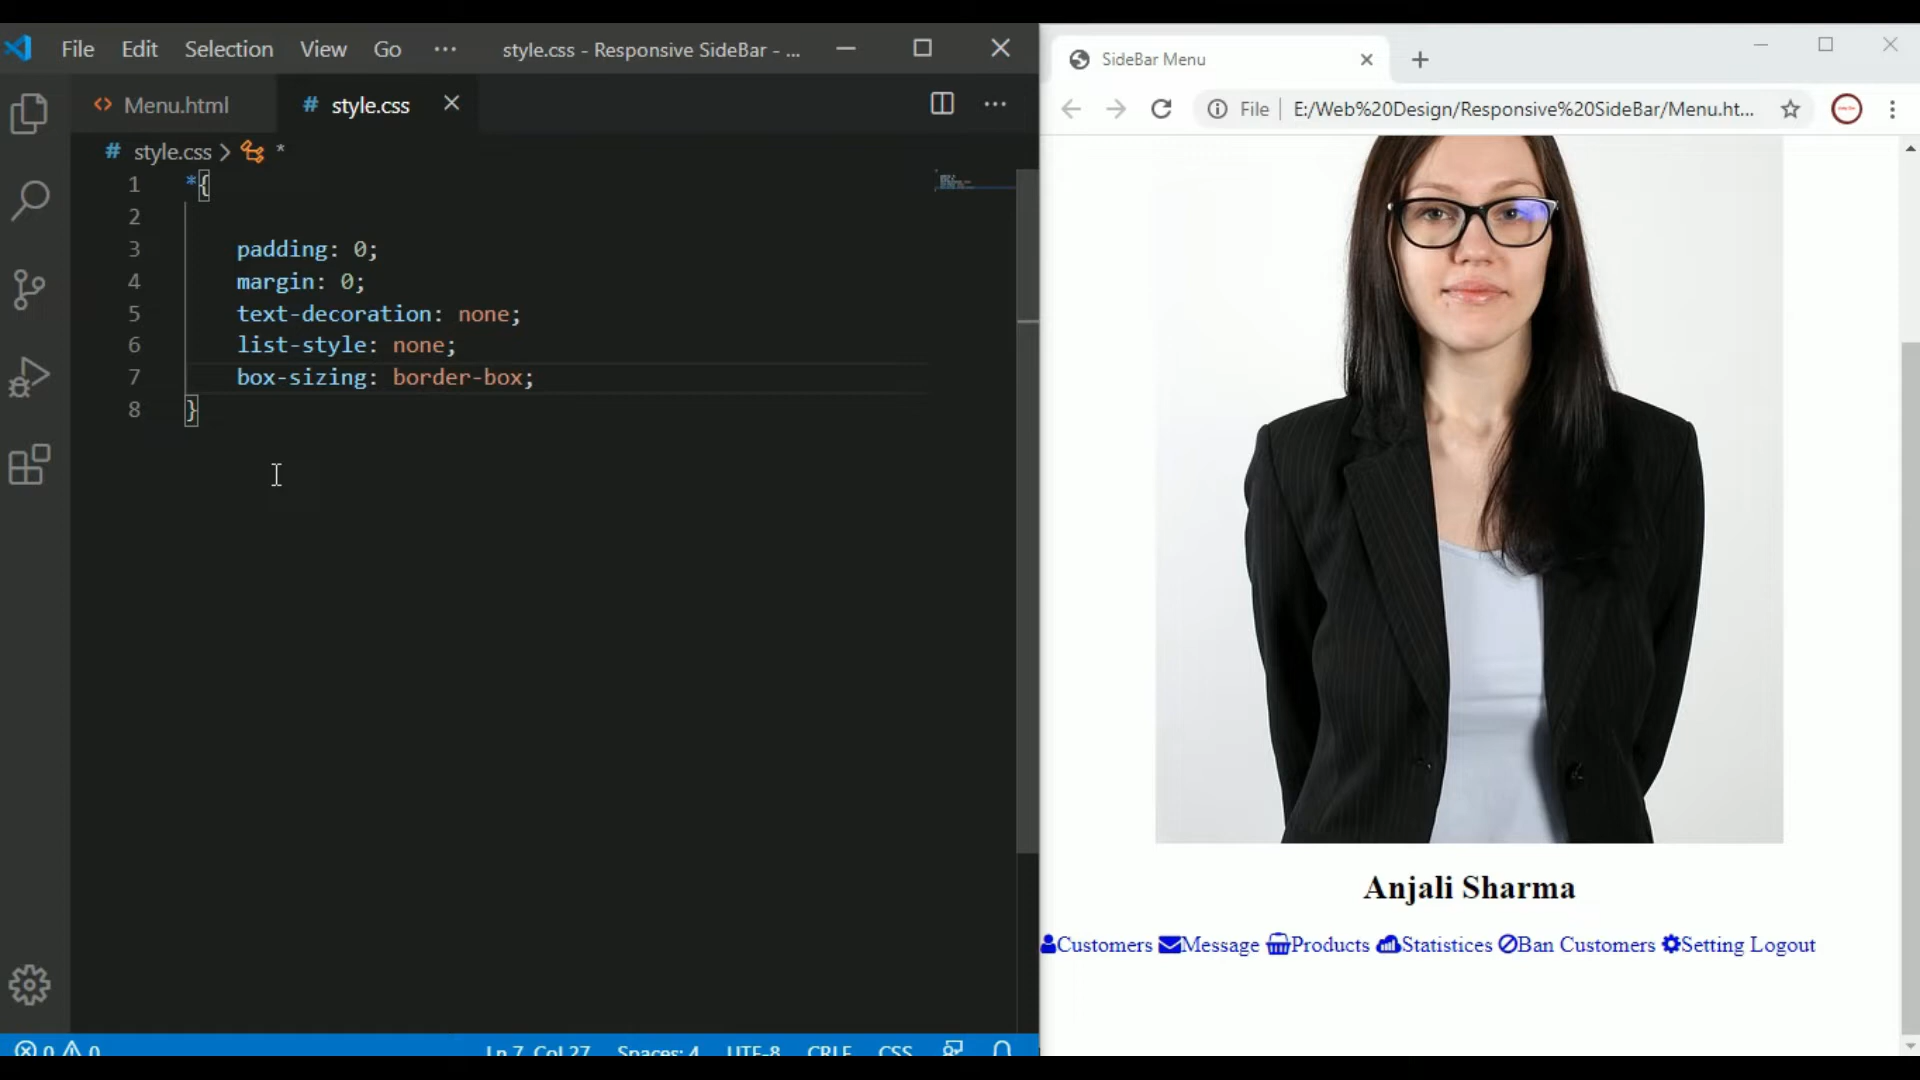 File Edit Selection View Go ··· style.css - Responsive SideBar - ...
Menu.html # style.css
# style.css > *
1 *{
2
3 padding: 0;
4 margin: 0;
5 text-decoration: none;
6 list-style: none;
7 box-sizing: border-box;
8 }
0 0 Ln 7, Col 27 Spaces: 4 UTF-8 CRLF CSS
SideBar Menu
File E:/Web%20Design/Responsive%20SideBar/Menu.ht...
Anjali Sharma
Customers Message Products Statistices Ban Customers Setting Logout